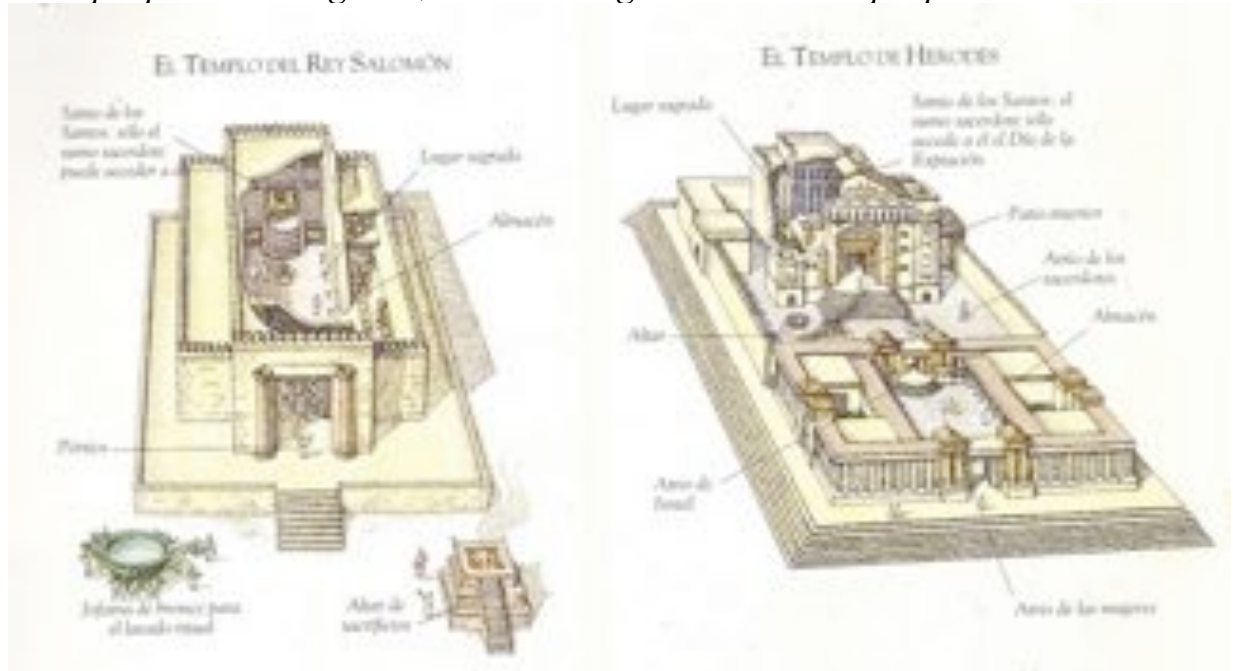 EL TEMPLO DEL REY SALOMÓN
Santo de los
Santos: sólo el
sumo sacerdote
puede acceder a
Lugar sagrado
Almacén
Pórtico
Jofaina de bronce para
el lavado ritual
Altar de
sacrificios
EL TEMPLO DE HERODES
Lugar sagrado
Santo de los Santos: el
sumo sacerdote sólo
accede a él el Día de la
Expiación
Patio interior
Atrio de los
sacerdotes
Almacén
Altar
Atrio de
Israel
Atrio de las mujeres